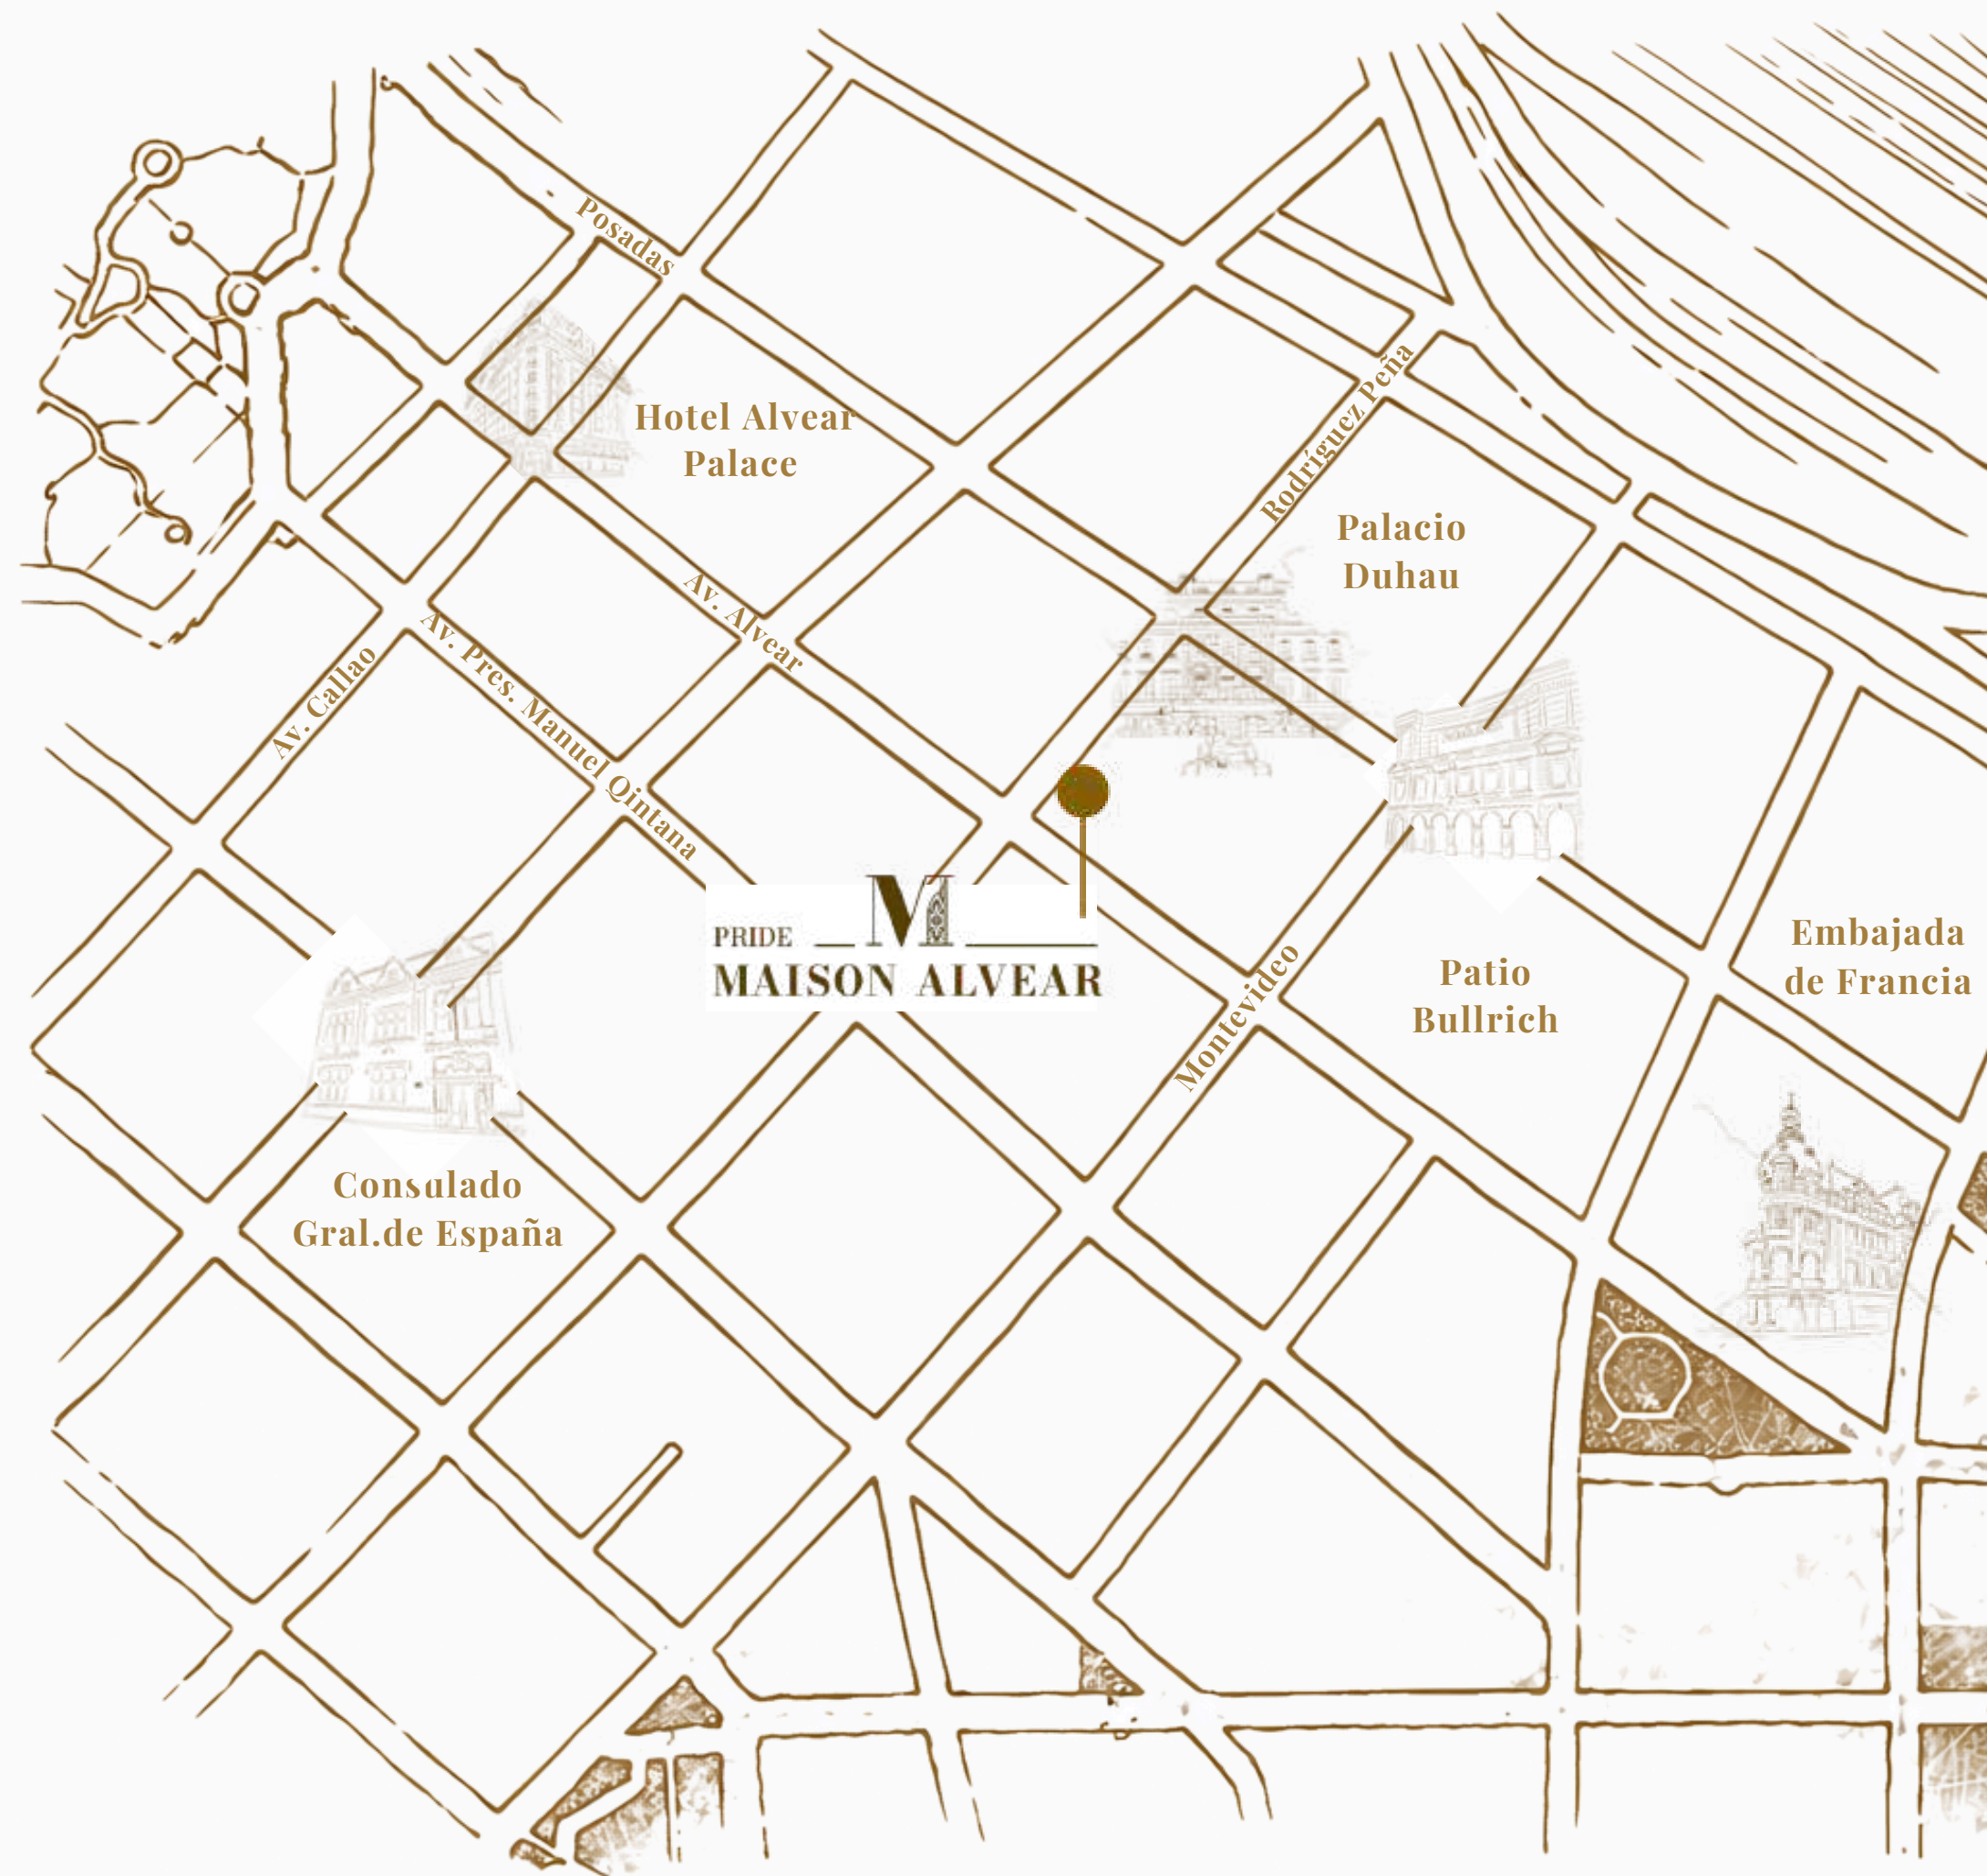 Posadas
Hotel Alvear
Palace
Rodríguez Peña
Palacio
Duhau
Av. Alvear
Av. Callao
Av. Pres. Manuel Qintana
PRIDE
M
MAISON ALVEAR
Montevideo
Patio
Bullrich
Embajada
de Francia
Consulado
Gral.de España